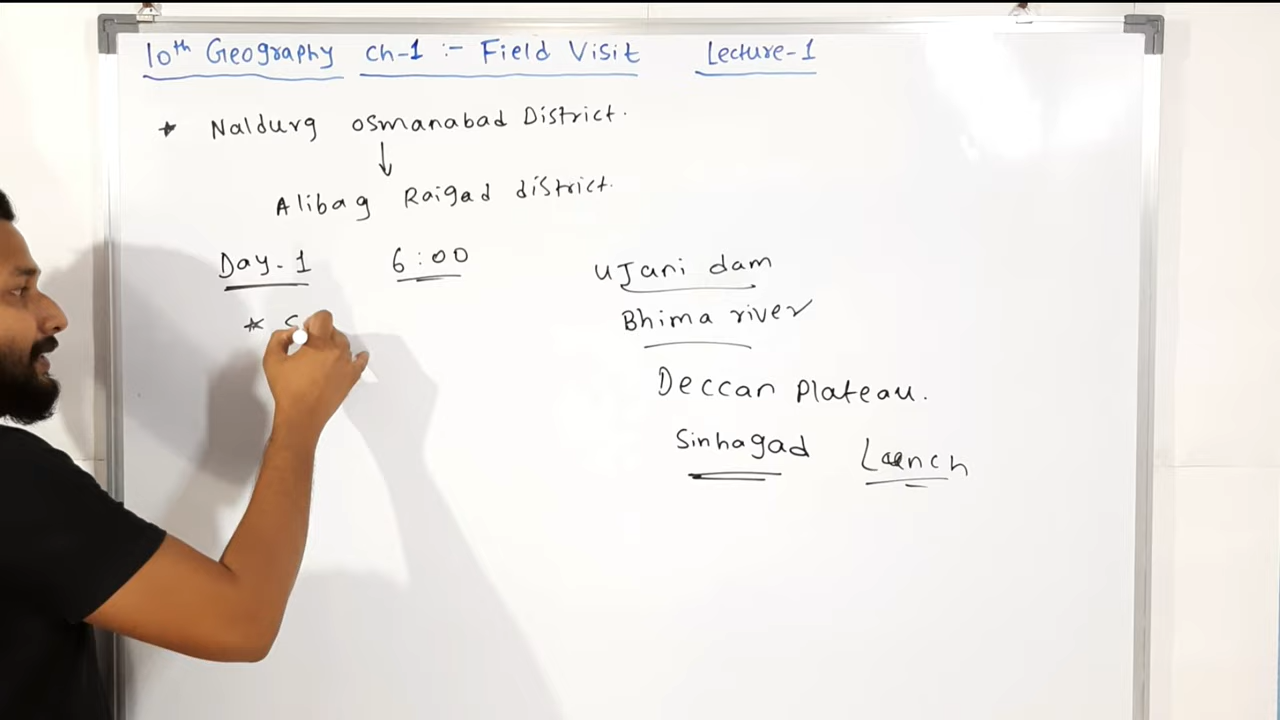 10th Geography ch-1 :- Field Visit Lecture-1
* Naldurg osmanabad District.
↓
Alibag Raigad district.
Day-1 6:00
* S
Ujani dam
Bhima river
Deccan Plateau.
Sinhagad Launch